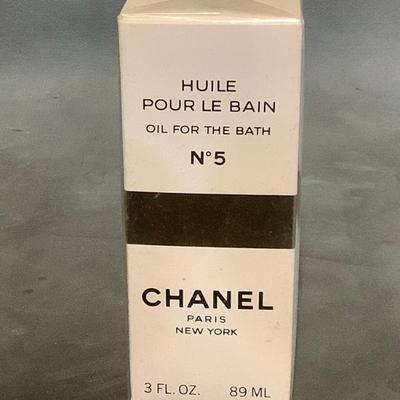 HUILE
POUR LE BAIN
OIL FOR THE BATH
N°5
CHANEL
PARIS
NEW YORK
3 FL. OZ. 89 ML